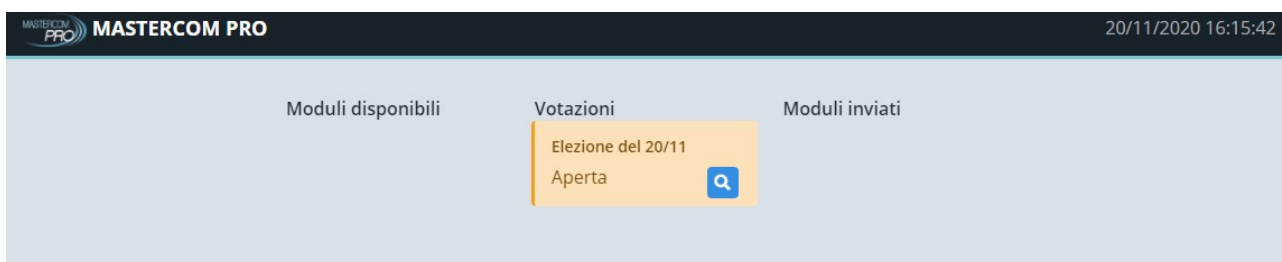 MASTERCOM PRO MASTERCOM PRO 20/11/2020 16:15:42
Moduli disponibili Votazioni Moduli inviati
Elezione del 20/11
Aperta